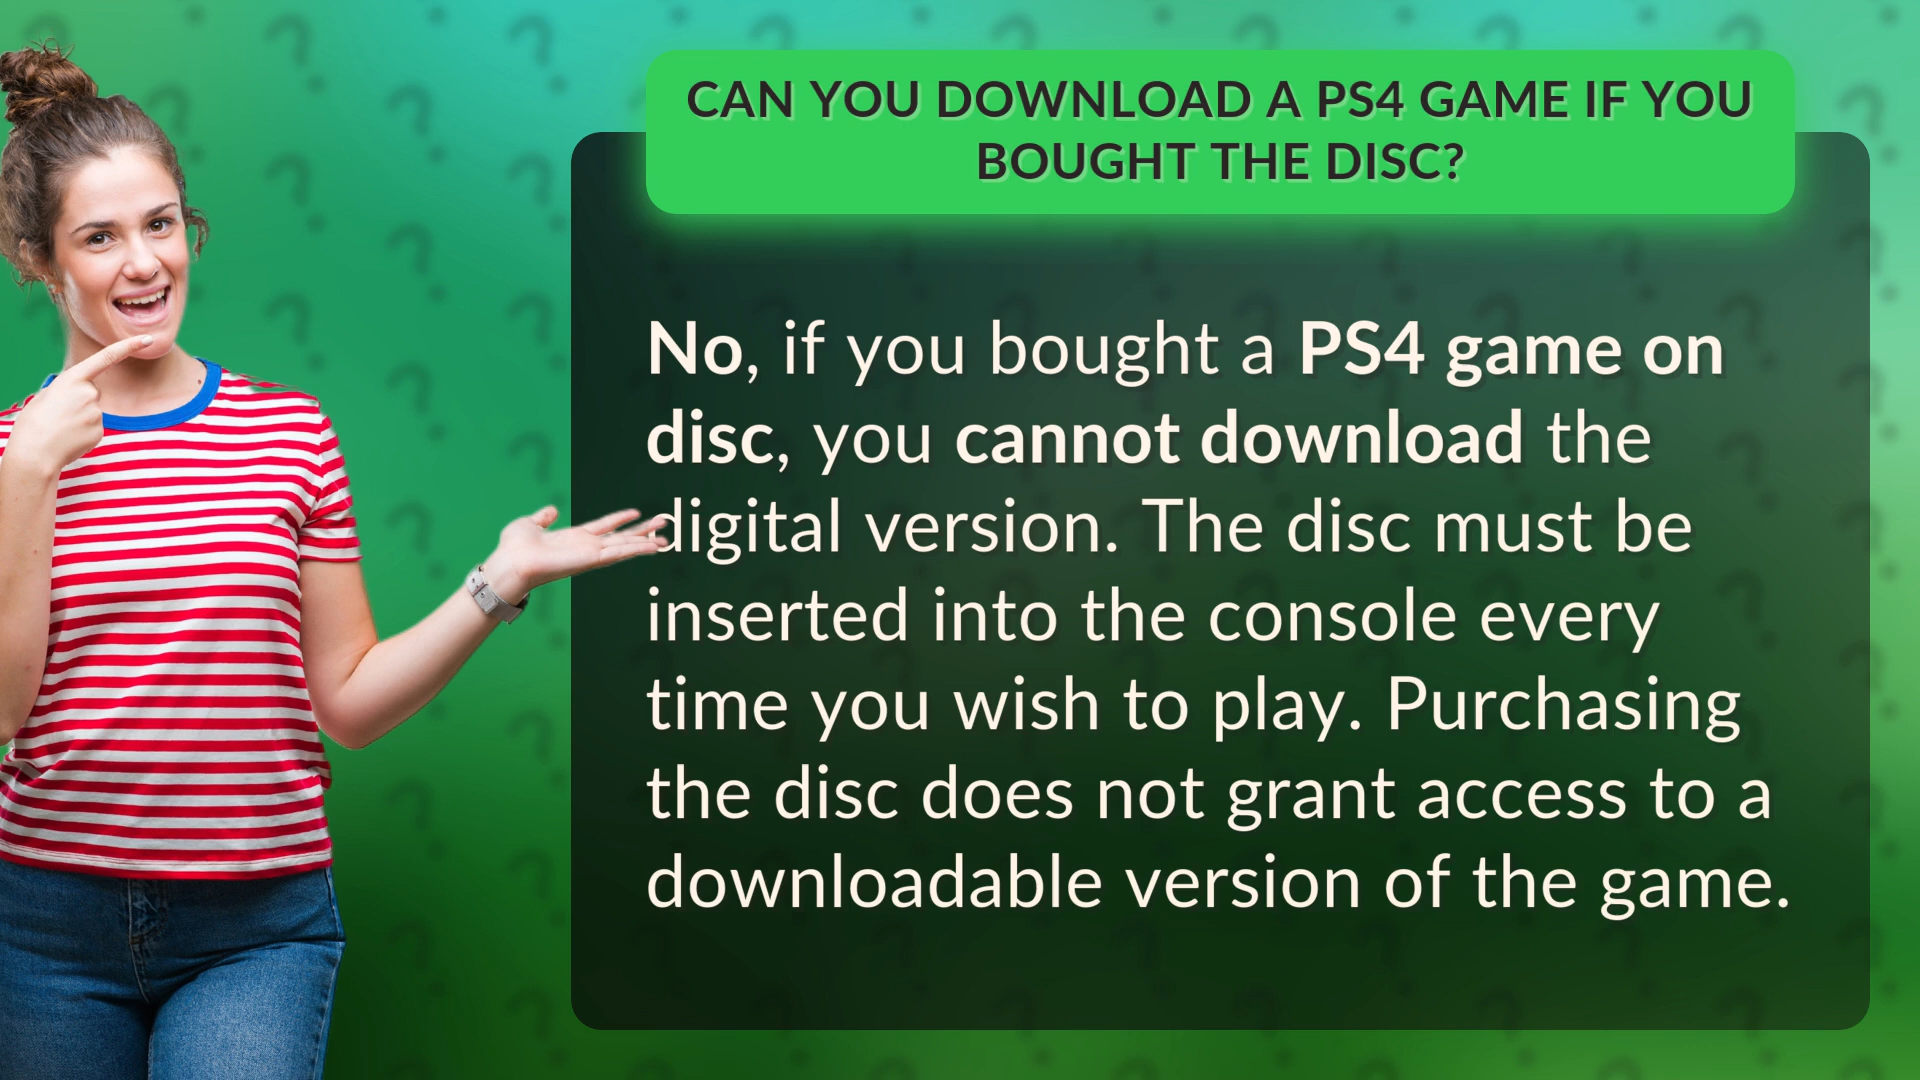 CAN YOU DOWNLOAD A PS4 GAME IF YOU
BOUGHT THE DISC?
No, if you bought a PS4 game on
disc, you cannot download the
digital version. The disc must be
inserted into the console every
time you wish to play. Purchasing
the disc does not grant access to a
downloadable version of the game.